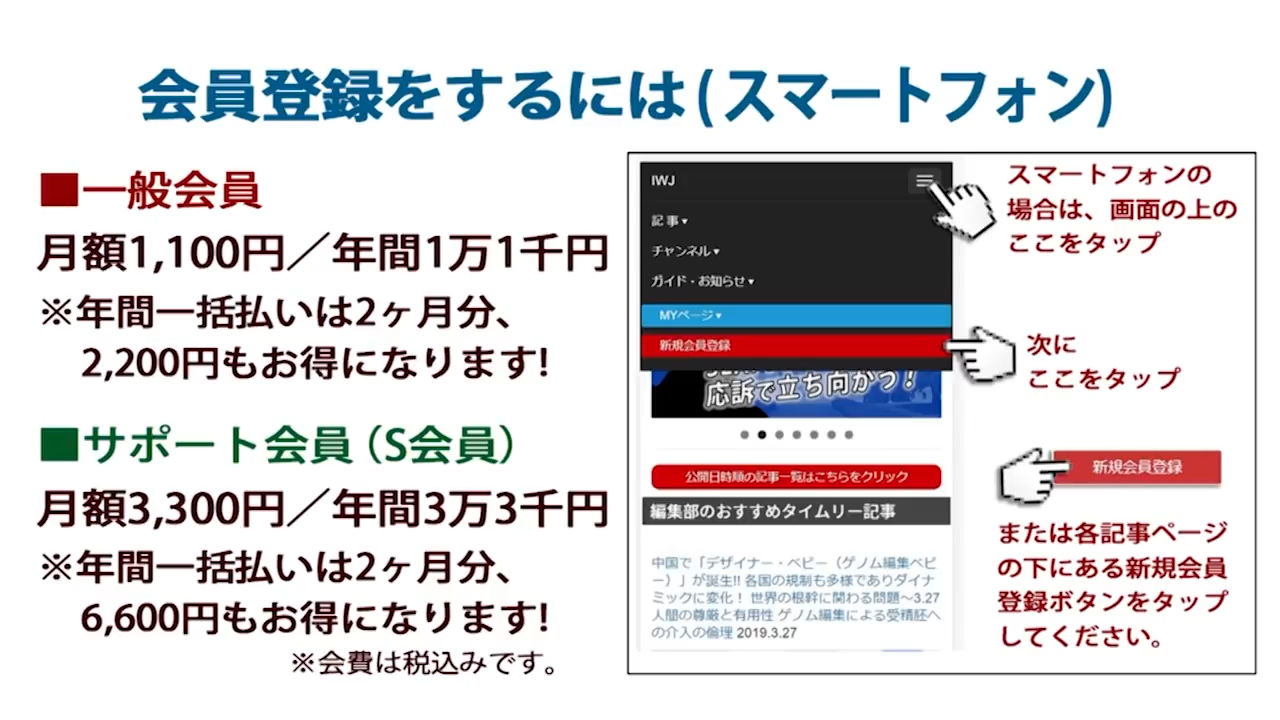 会員登録をするには(スマートフォン)
■一般会員
月額1,100円／年間1万1千円
※年間一括払いは2ヶ月分、
2,200円もお得になります!
■サポート会員（S会員）
月額3,300円／年間3万3千円
※年間一括払いは2ヶ月分、
6,600円もお得になります!
※会費は税込みです。
IWJ
記事▾
チャンネル▾
ガイド・お知らせ▾
MYページ▾
新規会員登録
応訴で立ち向かう！
公開日時順の記事一覧はこちらをクリック
編集部のおすすめタイムリー記事
中国で「デザイナー・ベビー（ゲノム編集ベビ
ー）」が誕生!! 各国の規制も多様でありダイナ
ミックに変化！ 世界の根幹に関わる問題～3.27
人間の尊厳と有用性 ゲノム編集による受精胚へ
の介入の倫理 2019.3.27
スマートフォンの
場合は、画面の上の
ここをタップ
次に
ここをタップ
新規会員登録
または各記事ページ
の下にある新規会員
登録ボタンをタップ
してください。